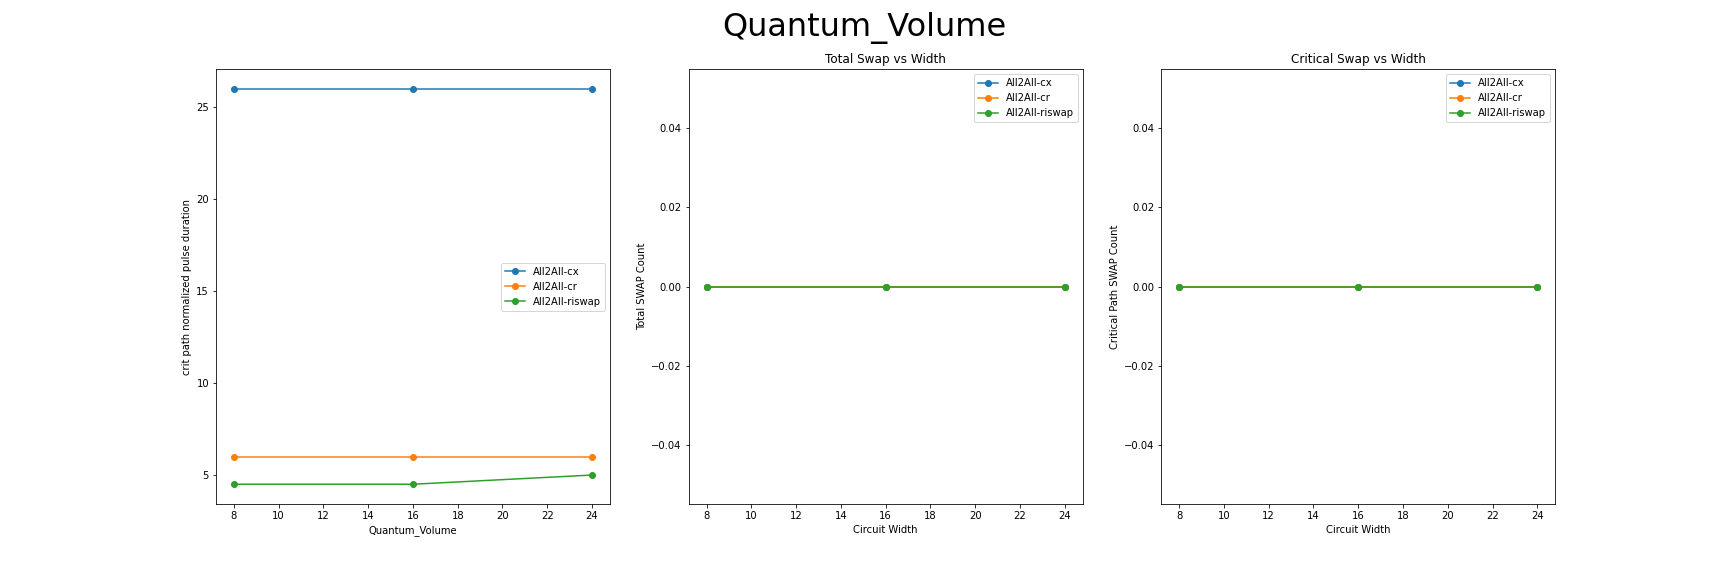 Quantum_Volume
25
20
15
10
5
8 10 12 14 16 18 20 22 24
crit path normalized pulse duration
Quantum_Volume
All2All-cx
All2All-cr
All2All-riswap
Total Swap vs Width
0.04
0.02
0.00
−0.02
−0.04
8 10 12 14 16 18 20 22 24
Total SWAP Count
Circuit Width
All2All-cx
All2All-cr
All2All-riswap
Critical Swap vs Width
0.04
0.02
0.00
−0.02
−0.04
8 10 12 14 16 18 20 22 24
Critical Path SWAP Count
Circuit Width
All2All-cx
All2All-cr
All2All-riswap